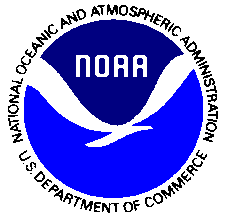 NATIONAL OCEANIC AND ATMOSPHERIC ADMINISTRATION
NOAA
U.S. DEPARTMENT OF COMMERCE